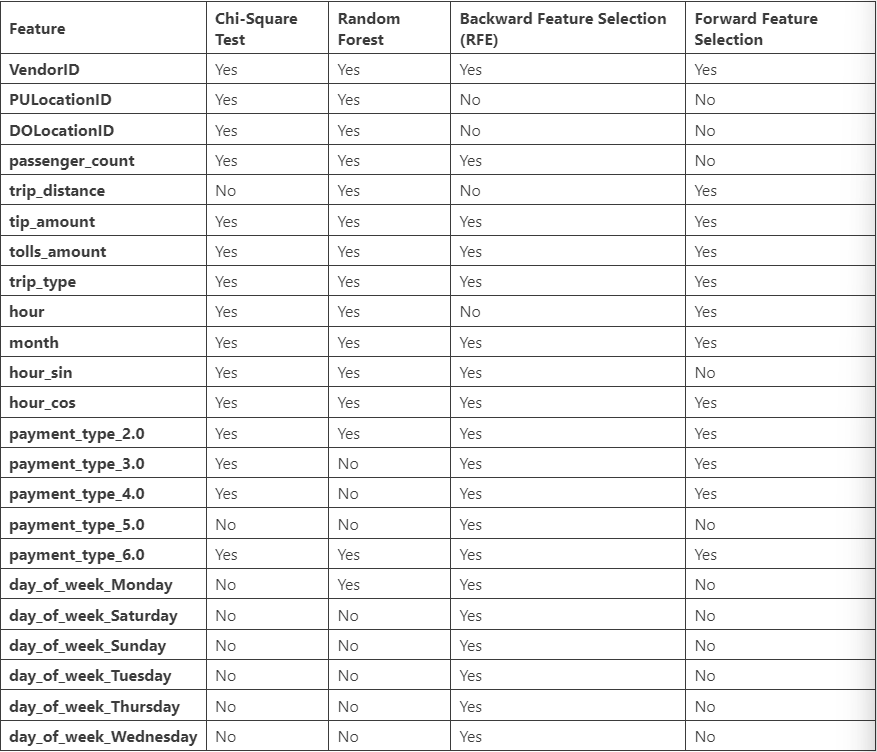 Feature Chi-Square Test Random Forest Backward Feature Selection (RFE) Forward Feature Selection
VendorID Yes Yes Yes Yes
PULocationID Yes Yes No No
DOLocationID Yes Yes No No
passenger_count Yes Yes Yes No
trip_distance No Yes No Yes
tip_amount Yes Yes Yes Yes
tolls_amount Yes Yes Yes Yes
trip_type Yes Yes Yes Yes
hour Yes Yes No Yes
month Yes Yes Yes Yes
hour_sin Yes Yes Yes No
hour_cos Yes Yes Yes Yes
payment_type_2.0 Yes Yes Yes Yes
payment_type_3.0 Yes No Yes Yes
payment_type_4.0 Yes No Yes Yes
payment_type_5.0 No No Yes No
payment_type_6.0 Yes Yes Yes Yes
day_of_week_Monday No Yes Yes No
day_of_week_Saturday No No Yes No
day_of_week_Sunday No No Yes No
day_of_week_Tuesday No No Yes No
day_of_week_Thursday No No Yes No
day_of_week_Wednesday No No Yes No